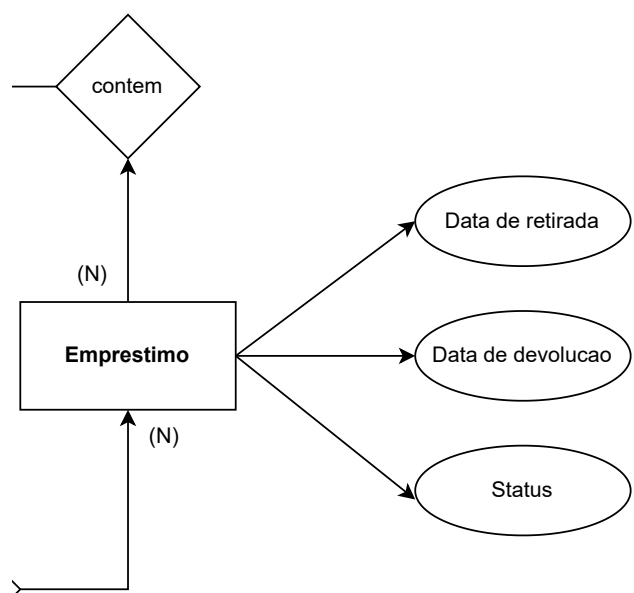 contem
Data de retirada
(N)
Emprestimo
Data de devolucao
(N)
Status